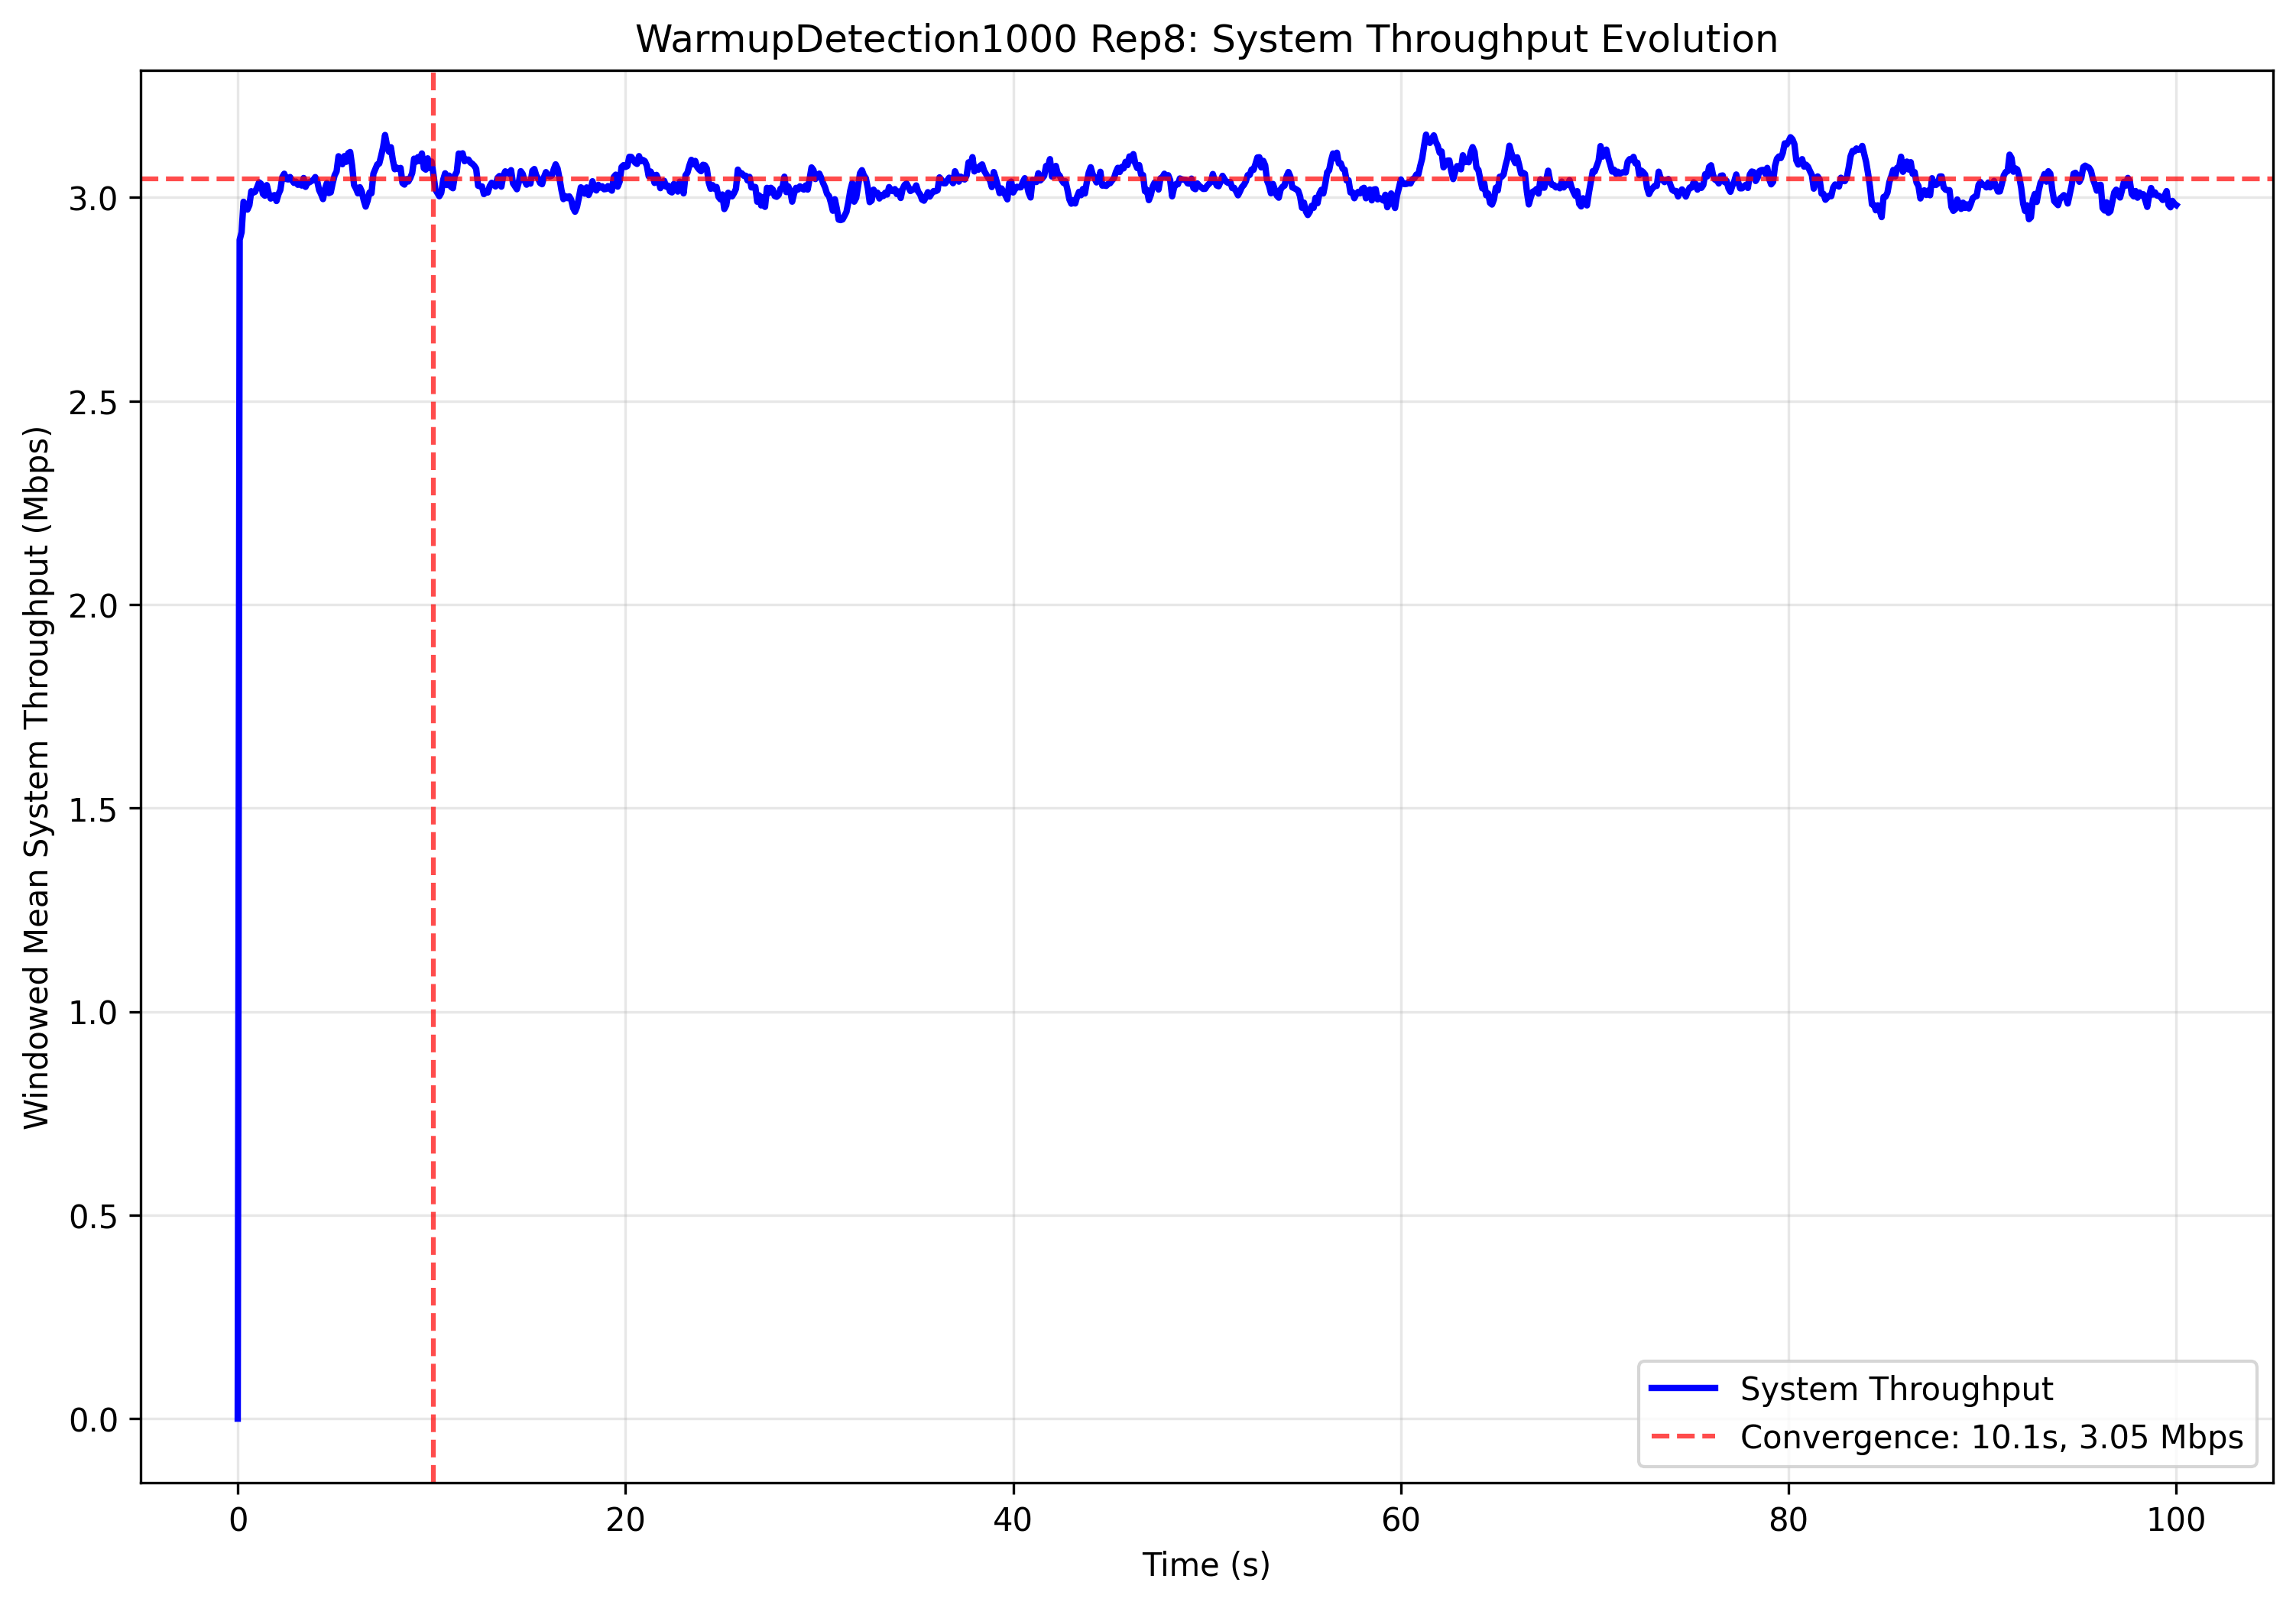 WarmupDetection1000 Rep8: System Throughput Evolution
Windowed Mean System Throughput (Mbps)
3.0
2.5
2.0
1.5
1.0
0.5
0.0
System Throughput
Convergence: 10.1s, 3.05 Mbps
0 20 40 60 80 100
Time (s)